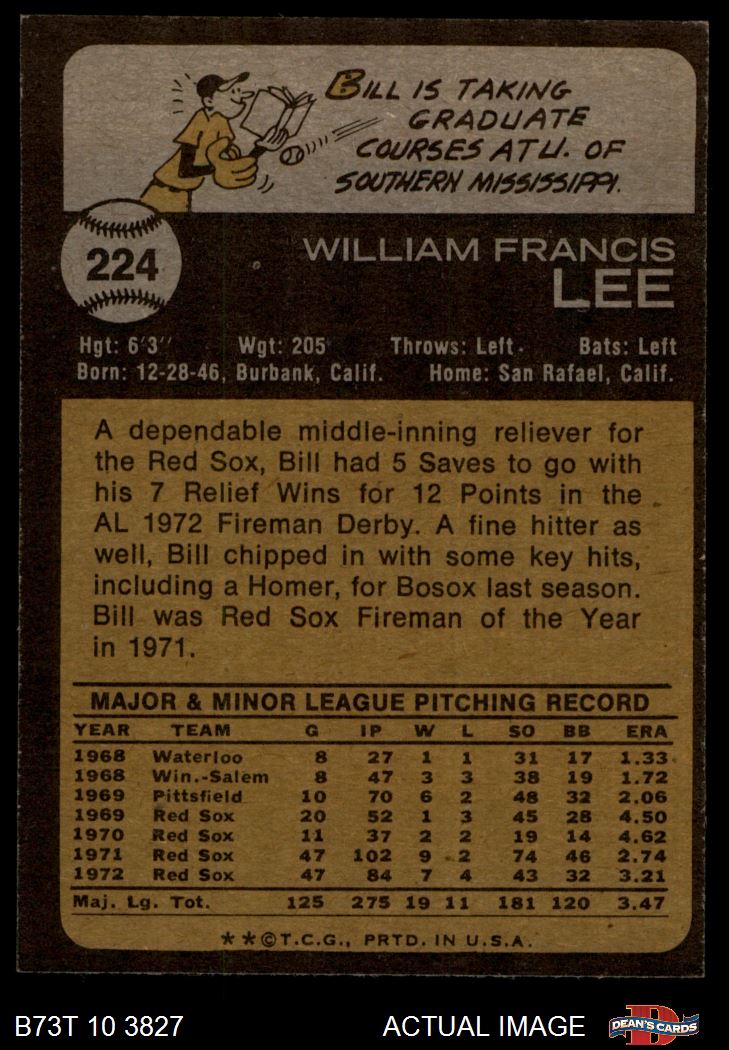 BILL IS TAKING
GRADUATE
COURSES AT U. OF
SOUTHERN MISSISSIPPI.
224
WILLIAM FRANCIS
LEE
Hgt: 6'3" Wgt: 205 Throws: Left Bats: Left
Born: 12-28-46, Burbank, Calif. Home: San Rafael, Calif.
A dependable middle-inning reliever for
the Red Sox, Bill had 5 Saves to go with
his 7 Relief Wins for 12 Points in the
AL 1972 Fireman Derby. A fine hitter as
well, Bill chipped in with some key hits,
including a Homer, for Bosox last season.
Bill was Red Sox Fireman of the Year
in 1971.
MAJOR & MINOR LEAGUE PITCHING RECORD
YEAR TEAM G IP W L SO BB ERA
1968 Waterloo 8 27 1 1 31 17 1.33
1968 Win.-Salem 8 47 3 3 38 19 1.72
1969 Pittsfield 10 70 6 2 48 32 2.06
1969 Red Sox 20 52 1 3 45 28 4.50
1970 Red Sox 11 37 2 2 19 14 4.62
1971 Red Sox 47 102 9 2 74 46 2.74
1972 Red Sox 47 84 7 4 43 32 3.21
Maj. Lg. Tot. 125 275 19 11 181 120 3.47
**©T.C.G., PRTD. IN U.S.A.
B73T 10 3827 ACTUAL IMAGE D DEAN'S CARDS